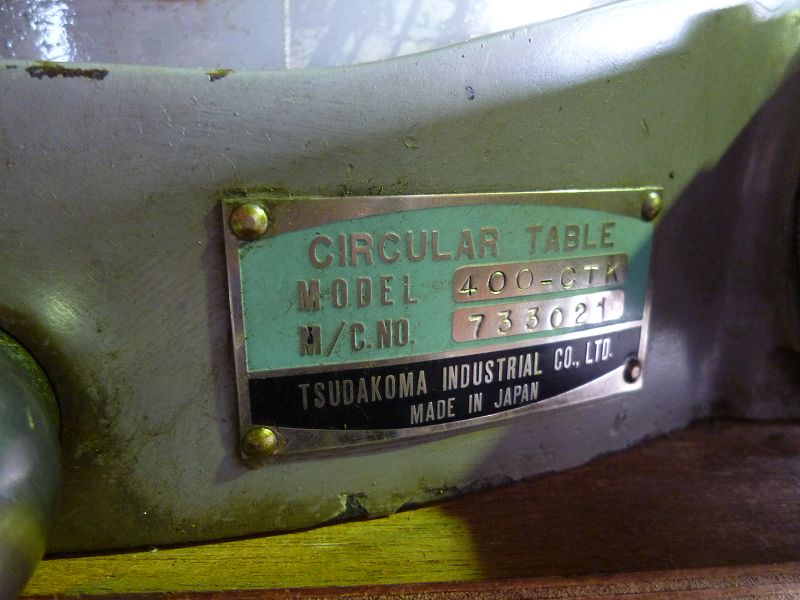 CIRCULAR TABLE
MODEL 400-CTK
M/C.NO. 733021
TSUDAKOMA INDUSTRIAL CO., LTD.
MADE IN JAPAN